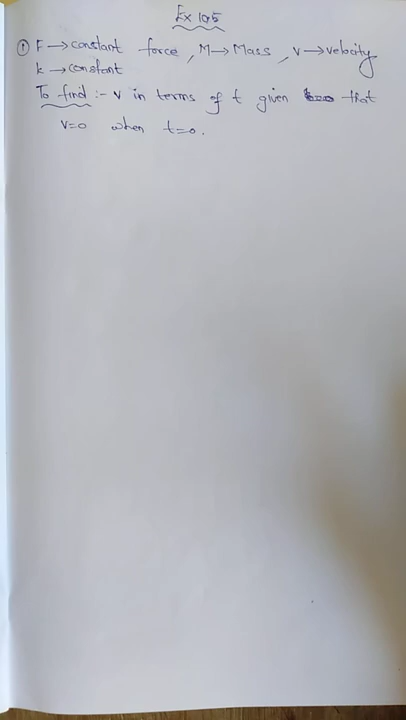 Ex 10.5
① F → constant force, M → Mass, v → velocity
k → constant
To find :- v in terms of t given that
v=0 when t=0.